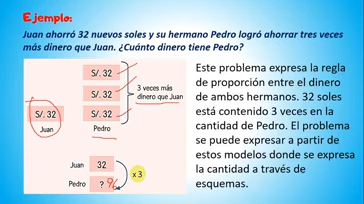 Ejemplo:
Juan ahorró 32 nuevos soles y su hermano Pedro logró ahorrar tres veces
más dinero que Juan. ¿Cuánto dinero tiene Pedro?
S/. 32
S/. 32
S/. 32
3 veces más
dinero que Juan
S/. 32
Juan
Pedro
Juan 32
Pedro ? 96
x 3
Este problema expresa la regla
de proporción entre el dinero
de ambos hermanos. 32 soles
está contenido 3 veces en la
cantidad de Pedro. El problema
se puede expresar a partir de
estos modelos donde se expresa
la cantidad a través de
esquemas.